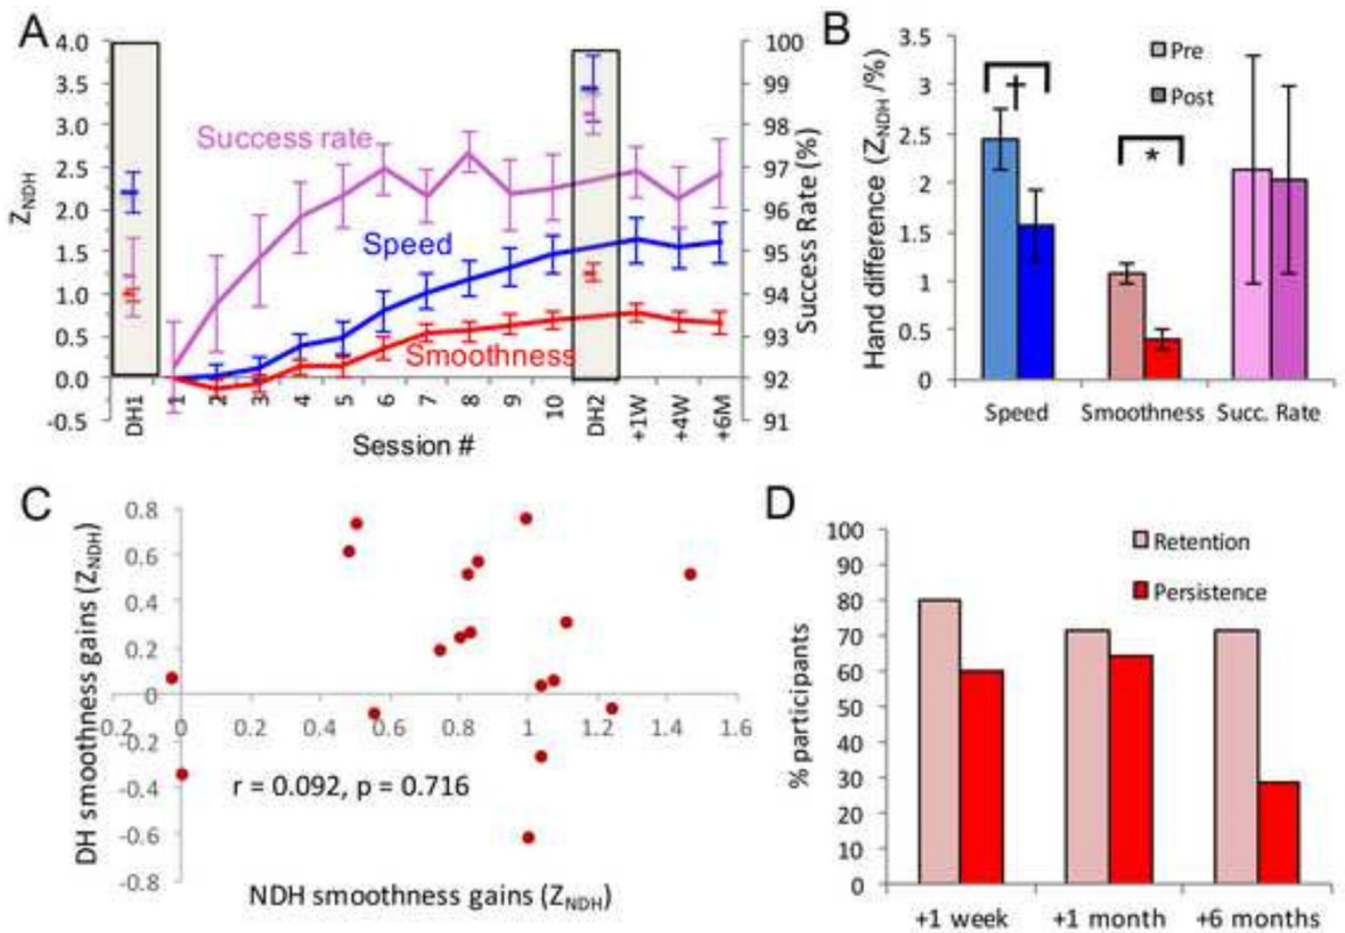 A
4.0
3.5
3.0
2.5
2.0
1.5
1.0
0.5
0.0
-0.5
Z_NDH
Success rate
Speed
Smoothness
DH1
1
2
3
4
5
6
7
8
9
10
DH2
+1W
+4W
+6M
Session #
100
99
98
97
96
95
94
93
92
91
Success Rate (%)
B
3.5
3
2.5
2
1.5
1
0.5
0
Hand difference (Z_NDH /%)
Pre
Post
†
*
Speed
Smoothness
Succ. Rate
C
0.8
0.6
0.4
0.2
0
-0.2
-0.4
-0.6
-0.8
DH smoothness gains (Z_NDH)
-0.2
0
0.2
0.4
0.6
0.8
1
1.2
1.4
1.6
r = 0.092, p = 0.716
NDH smoothness gains (Z_NDH)
D
100
90
80
70
60
50
40
30
20
10
0
% participants
Retention
Persistence
+1 week
+1 month
+6 months